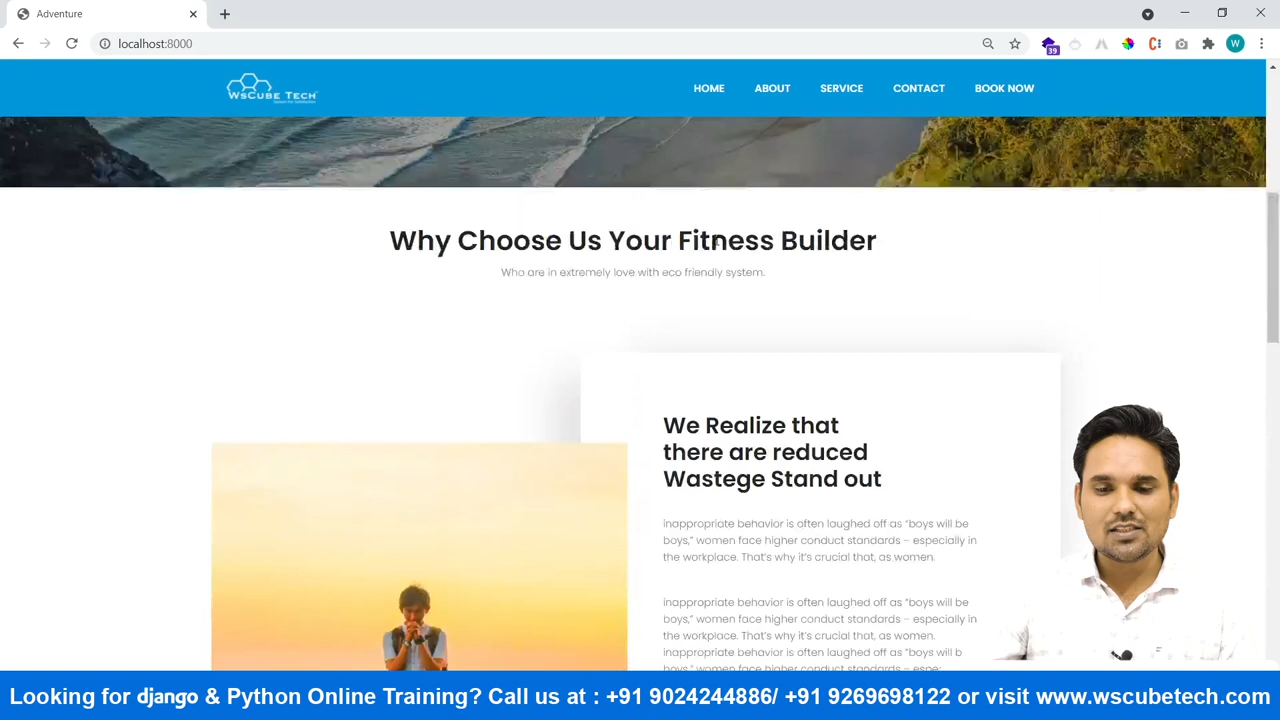 Adventure
localhost:8000
39
W
WsCube Tech
HOME ABOUT SERVICE CONTACT BOOK NOW
Why Choose Us Your Fitness Builder
Who are in extremely love with eco friendly system.
We Realize that
there are reduced
Wastege Stand out
inappropriate behavior is often laughed off as “boys will be
boys,” women face higher conduct standards – especially in
the workplace. That’s why it’s crucial that, as women.
inappropriate behavior is often laughed off as “boys will be
boys,” women face higher conduct standards – especially in
the workplace. That’s why it’s crucial that, as women.
inappropriate behavior is often laughed off as “boys will b
boys,” women face higher conduct standards – espe
Looking for django & Python Online Training? Call us at : +91 9024244886/ +91 9269698122 or visit www.wscubetech.com